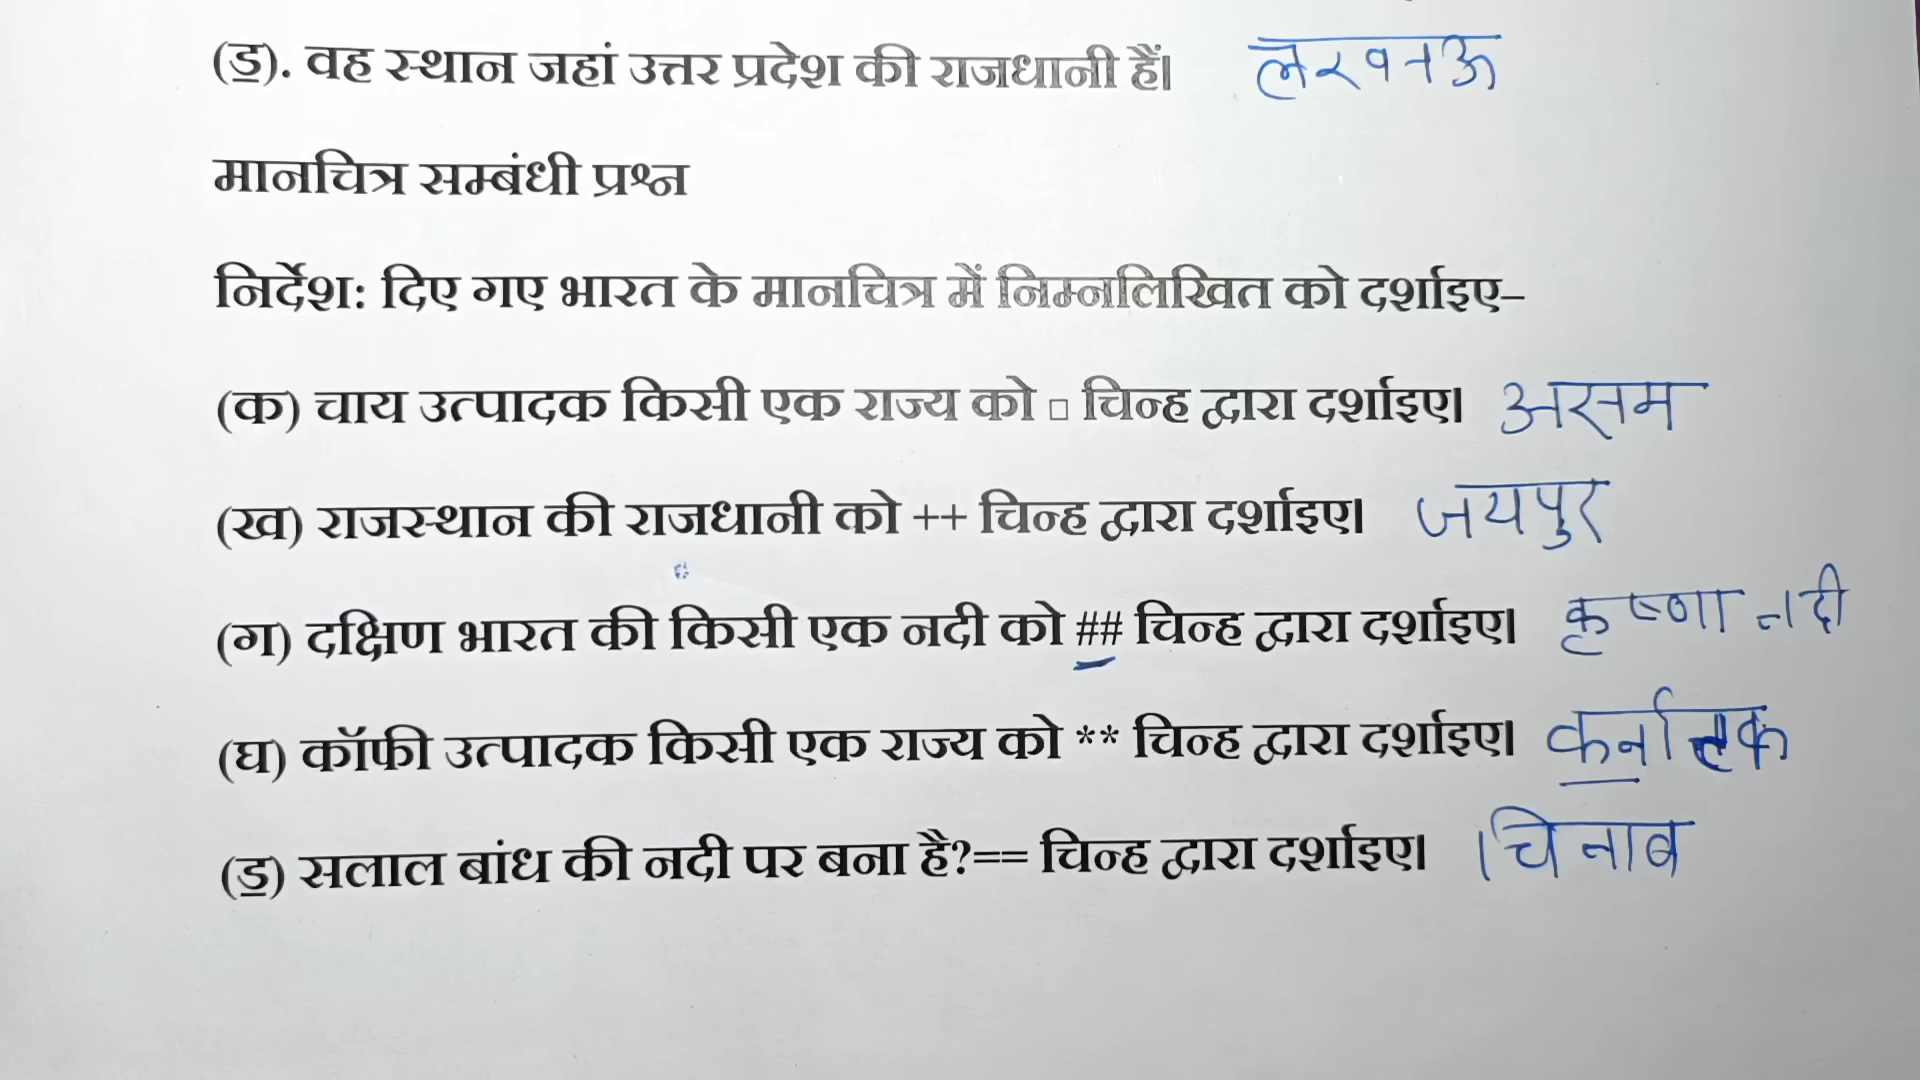 (ड). वह स्थान जहां उत्तर प्रदेश की राजधानी हैं। लखनऊ
मानचित्र सम्बंधी प्रश्न
निर्देश: दिए गए भारत के मानचित्र में निम्नलिखित को दर्शाइए–
(क) चाय उत्पादक किसी एक राज्य को □ चिन्ह द्वारा दर्शाइए। असम
(ख) राजस्थान की राजधानी को ++ चिन्ह द्वारा दर्शाइए। जयपुर
(ग) दक्षिण भारत की किसी एक नदी को ## चिन्ह द्वारा दर्शाइए। कृष्णा नदी
(घ) कॉफी उत्पादक किसी एक राज्य को ** चिन्ह द्वारा दर्शाइए। कर्नाटक
(ड) सलाल बांध की नदी पर बना है?== चिन्ह द्वारा दर्शाइए। चिनाब